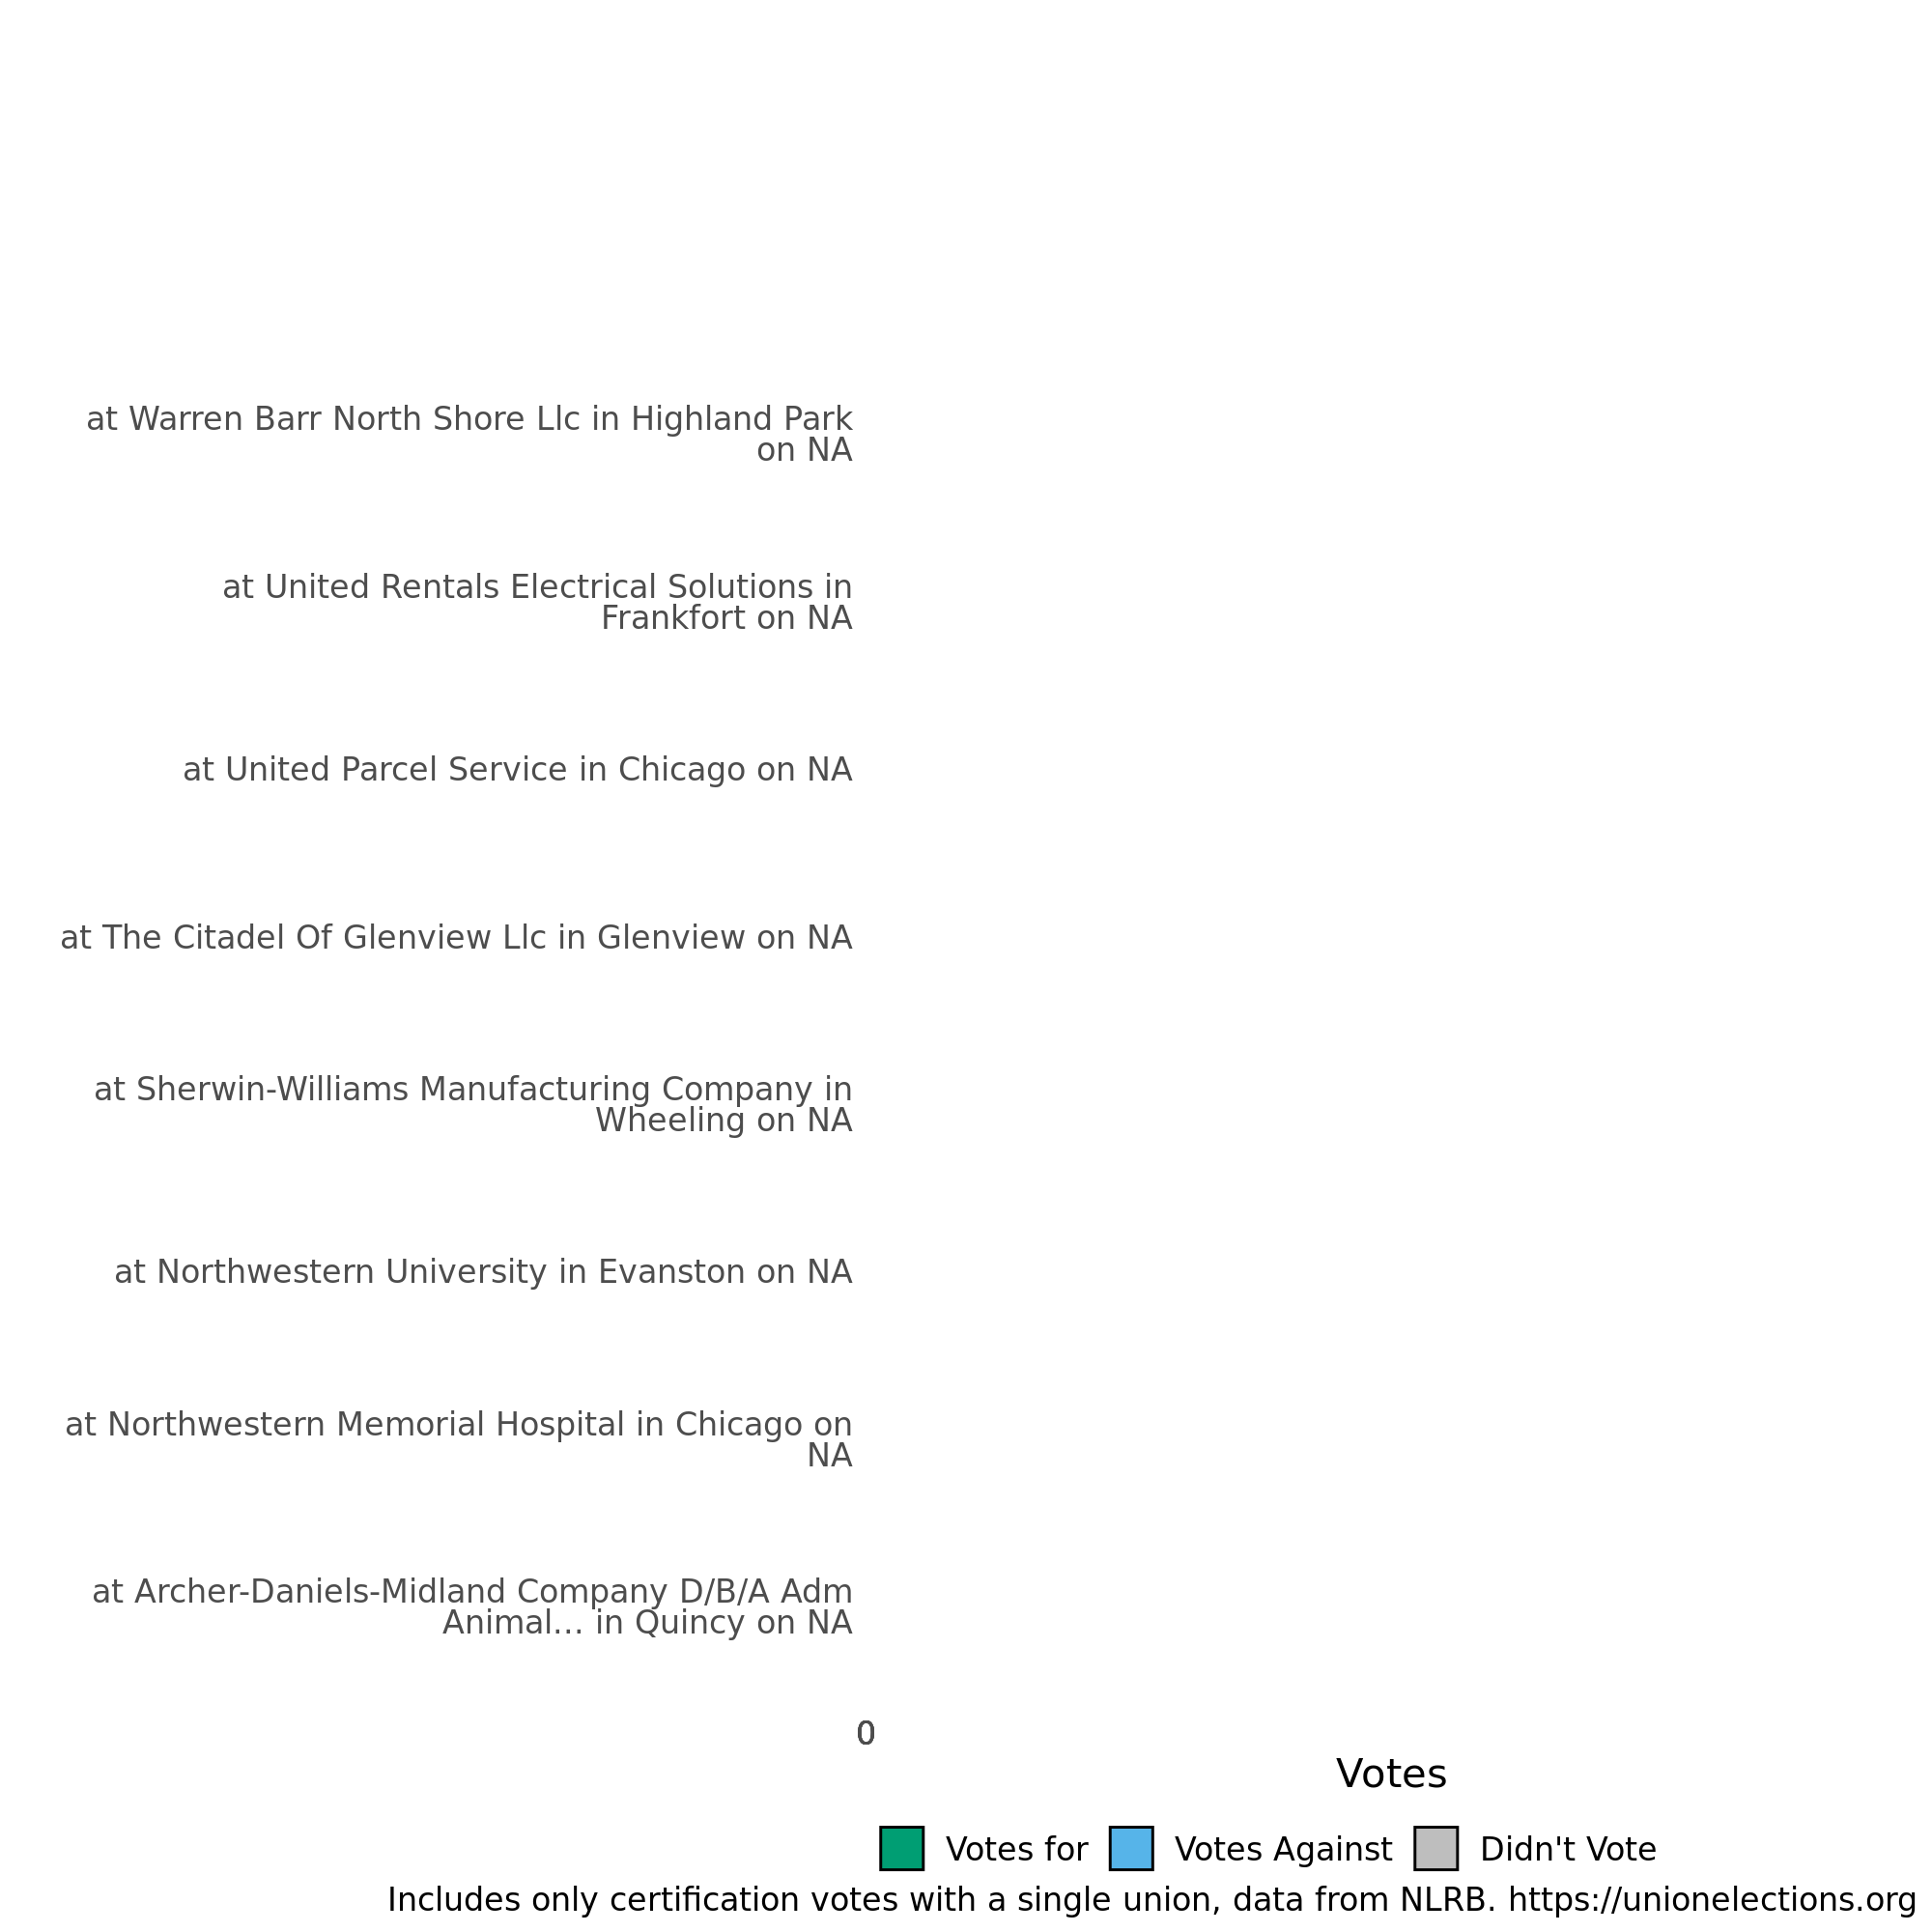 at Warren Barr North Shore Llc in Highland Park
on NA
at United Rentals Electrical Solutions in
Frankfort on NA
at United Parcel Service in Chicago on NA
at The Citadel Of Glenview Llc in Glenview on NA
at Sherwin-Williams Manufacturing Company in
Wheeling on NA
at Northwestern University in Evanston on NA
at Northwestern Memorial Hospital in Chicago on
NA
at Archer-Daniels-Midland Company D/B/A Adm
Animal... in Quincy on NA
0
Votes
Votes for Votes Against Didn't Vote
Includes only certification votes with a single union, data from NLRB. https://unionelections.org